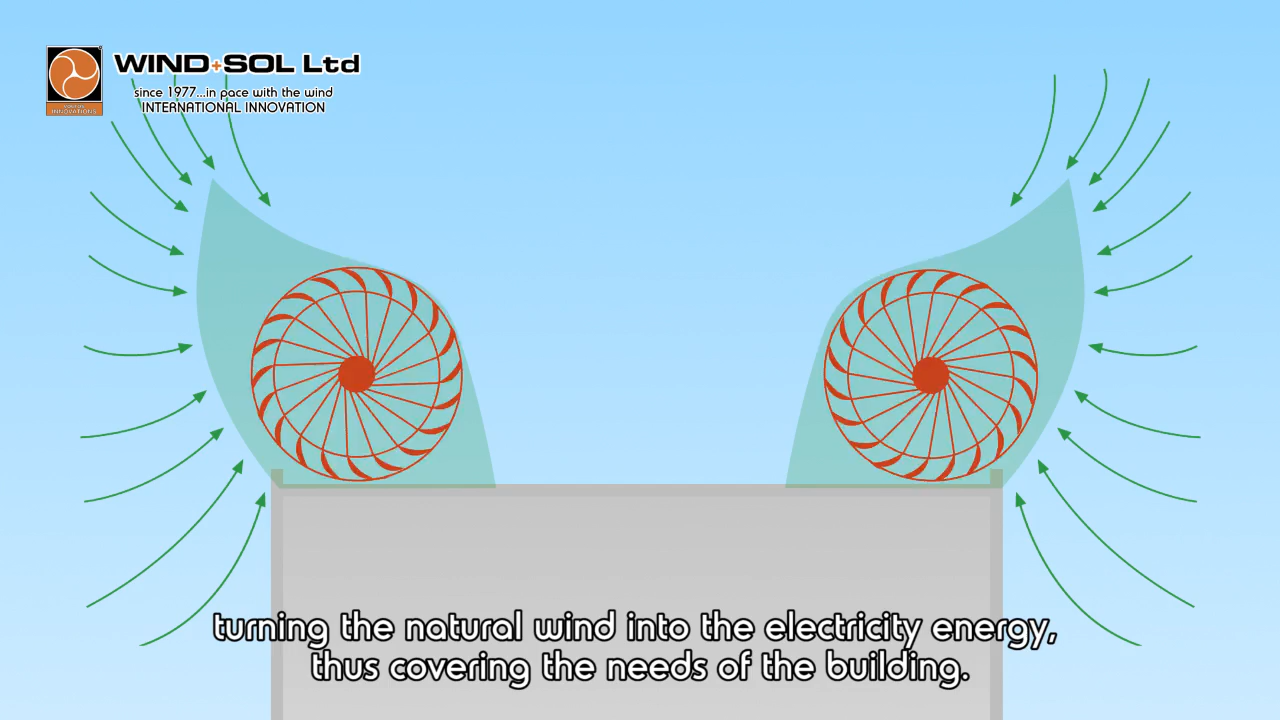 WIND+SOL Ltd
since 1977...in pace with the wind
INTERNATIONAL INNOVATION
INNOVATIONS
turning the natural wind into the electricity energy,
thus covering the needs of the building.